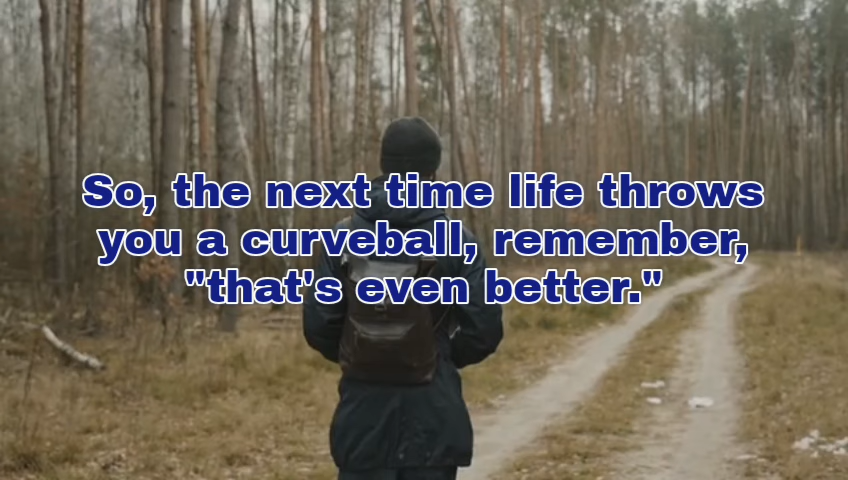 So, the next time life throws
you a curveball, remember,
"that's even better."